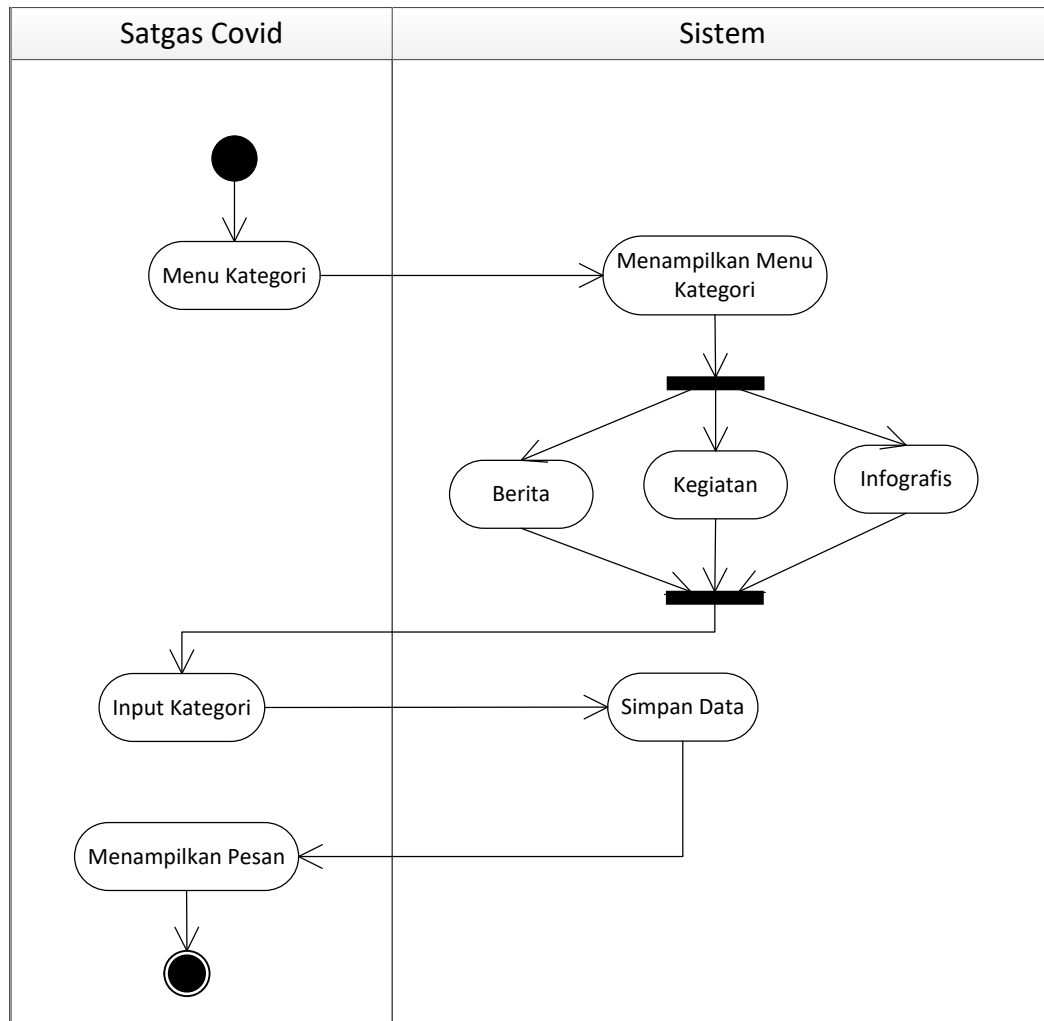 Satgas Covid
Sistem
Menu Kategori
Menampilkan Menu
Kategori
Berita
Kegiatan
Infografis
Input Kategori
Simpan Data
Menampilkan Pesan